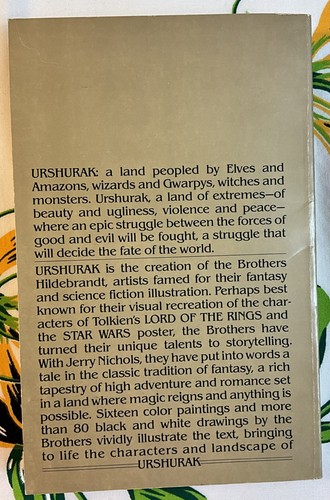 URSHURAK: a land peopled by Elves and
Amazons, wizards and Gwarpys, witches and
monsters. Urshurak, a land of extremes—of
beauty and ugliness, violence and peace—
where an epic struggle between the forces of
good and evil will be fought, a struggle that
will decide the fate of the world.
URSHURAK is the creation of the Brothers
Hildebrandt, artists famed for their fantasy
and science fiction illustration. Perhaps best
known for their visual recreation of the char-
acters of Tolkien's LORD OF THE RINGS and
the STAR WARS poster, the Brothers have
turned their unique talents to storytelling.
With Jerry Nichols, they have put into words a
tale in the classic tradition of fantasy, a rich
tapestry of high adventure and romance set
in a land where magic reigns and anything is
possible. Sixteen color paintings and more
than 80 black and white drawings by the
Brothers vividly illustrate the text, bringing
to life the characters and landscape of
URSHURAK